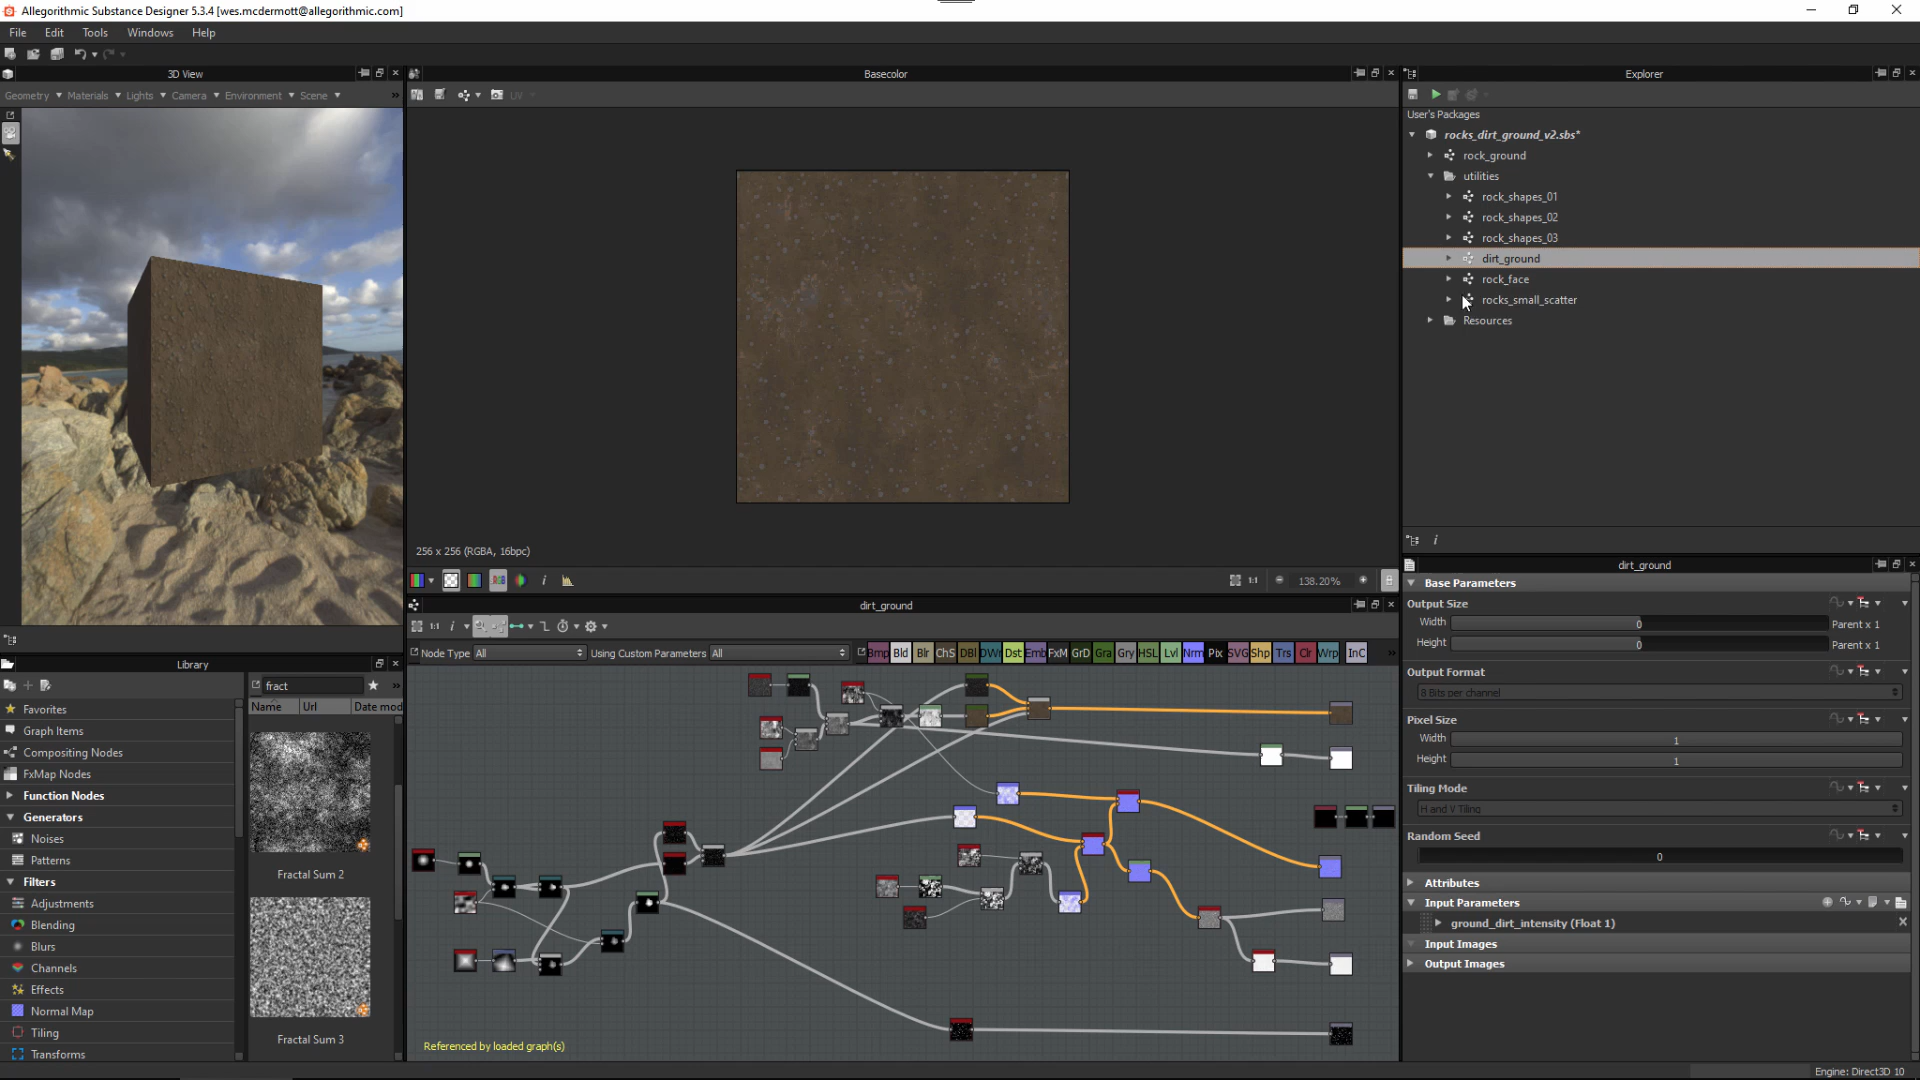 Allegorithmic Substance Designer 5.3.4 [wes.mcdermott@allegorithmic.com]
File Edit Tools Windows Help
3D View
Geometry Materials Lights Camera Environment Scene
Basecolor
UV
256 x 256 (RGBA, 16bpc)
1:1
138.20%
Explorer
User's Packages
rocks_dirt_ground_v2.sbs*
rock_ground
utilities
rock_shapes_01
rock_shapes_02
rock_shapes_03
dirt_ground
rock_face
rocks_small_scatter
Resources
Library
fract
Name Url Date mod
Favorites
Graph Items
Compositing Nodes
FxMap Nodes
Function Nodes
Generators
Noises
Patterns
Filters
Adjustments
Blending
Blurs
Channels
Effects
Normal Map
Tiling
Transforms
Fractal Sum 2
Fractal Sum 3
dirt_ground
1:1
Node Type All Using Custom Parameters All
Bmp Bld Blr ChS DBl DWr Dst Emb FxM GrD Gra Gry HSL Lvl Nrm Pix SVG Shp Trs Clr Wrp InC
Referenced by loaded graph(s)
dirt_ground
Base Parameters
Output Size
Width 0 Parent x 1
Height 0 Parent x 1
Output Format
8 Bits per channel
Pixel Size
Width 1
Height 1
Tiling Mode
H and V Tiling
Random Seed
0
Attributes
Input Parameters
ground_dirt_intensity (Float 1)
Input Images
Output Images
Engine: Direct3D 10